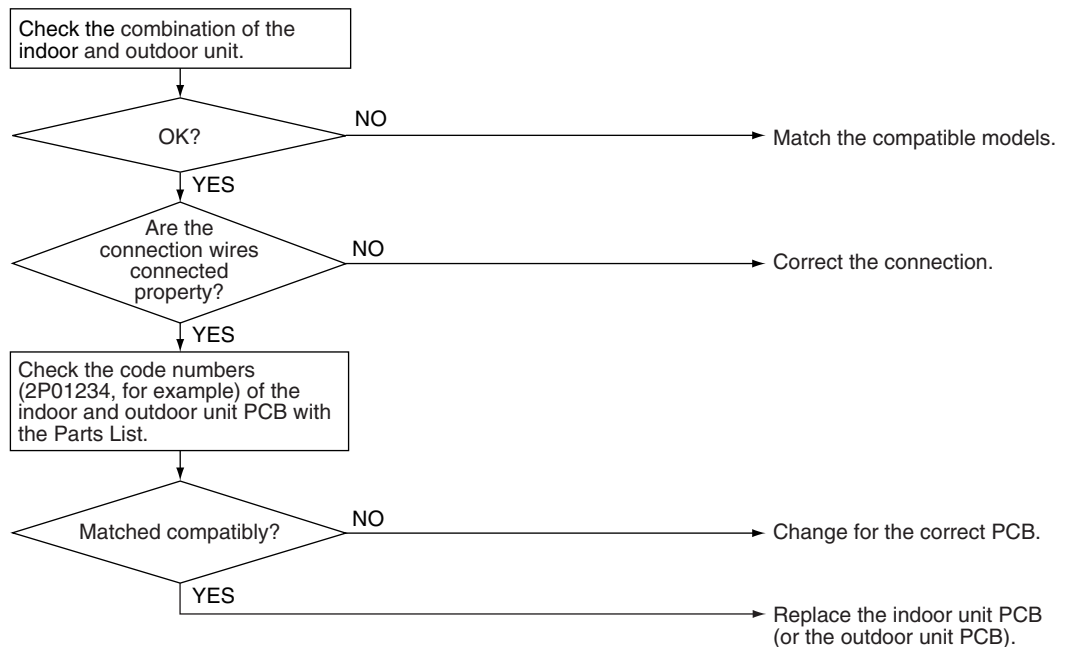 Check the combination of the
indoor and outdoor unit.
OK?
NO
Match the compatible models.
YES
Are the
connection wires
connected
property?
NO
Correct the connection.
YES
Check the code numbers
(2P01234, for example) of the
indoor and outdoor unit PCB with
the Parts List.
Matched compatibly?
NO
Change for the correct PCB.
YES
Replace the indoor unit PCB
(or the outdoor unit PCB).